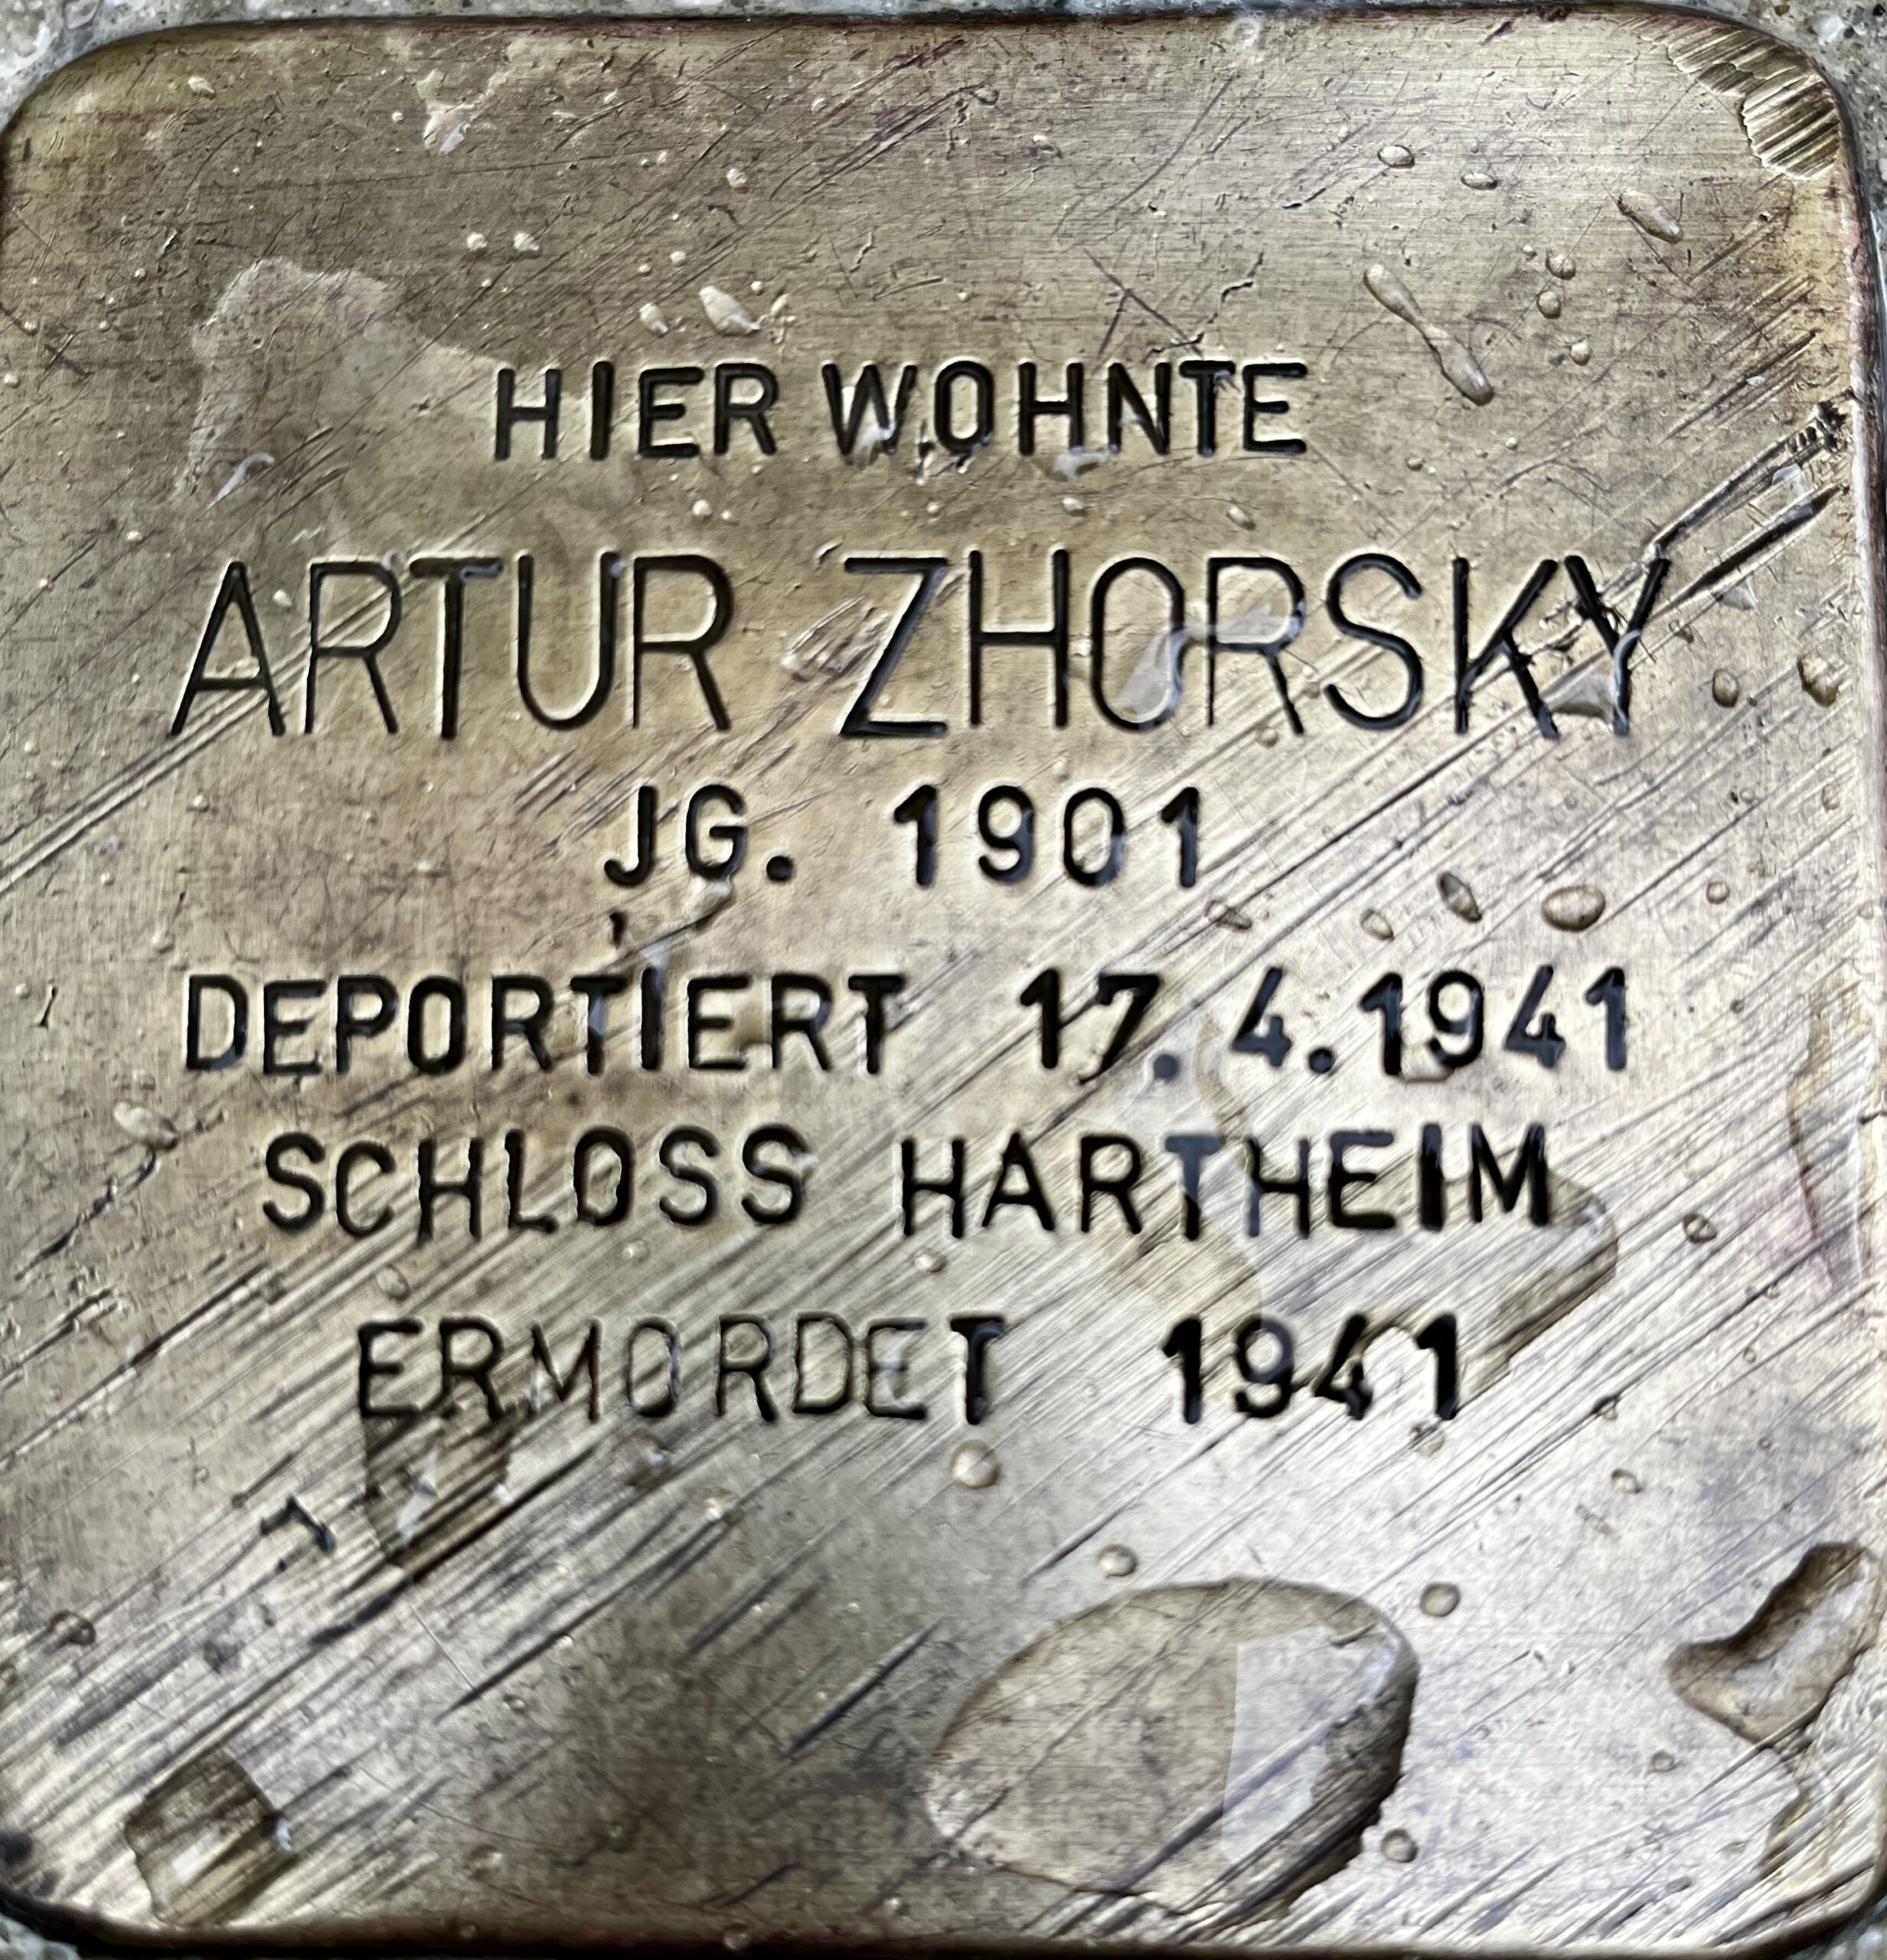 HIER WOHNTE
ARTUR ZHORSKY
JG. 1901
DEPORTIERT 17.4.1941
SCHLOSS HARTHEIM
ERMORDET 1941